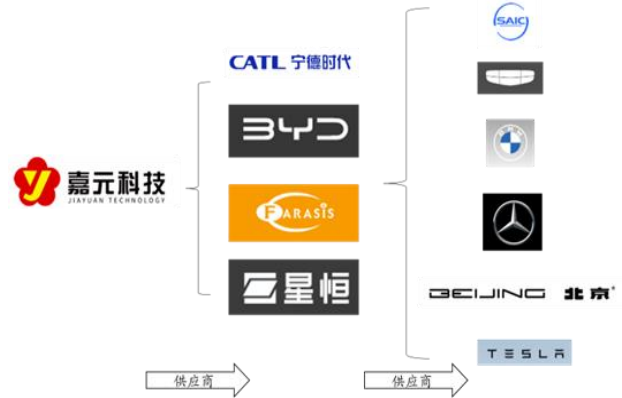 嘉元科技
JIAYUAN TECHNOLOGY
CATL 宁德时代
BYD
FARASIS
星恒
SAIC
BEIJING 北京
TESLA
供应商
供应商